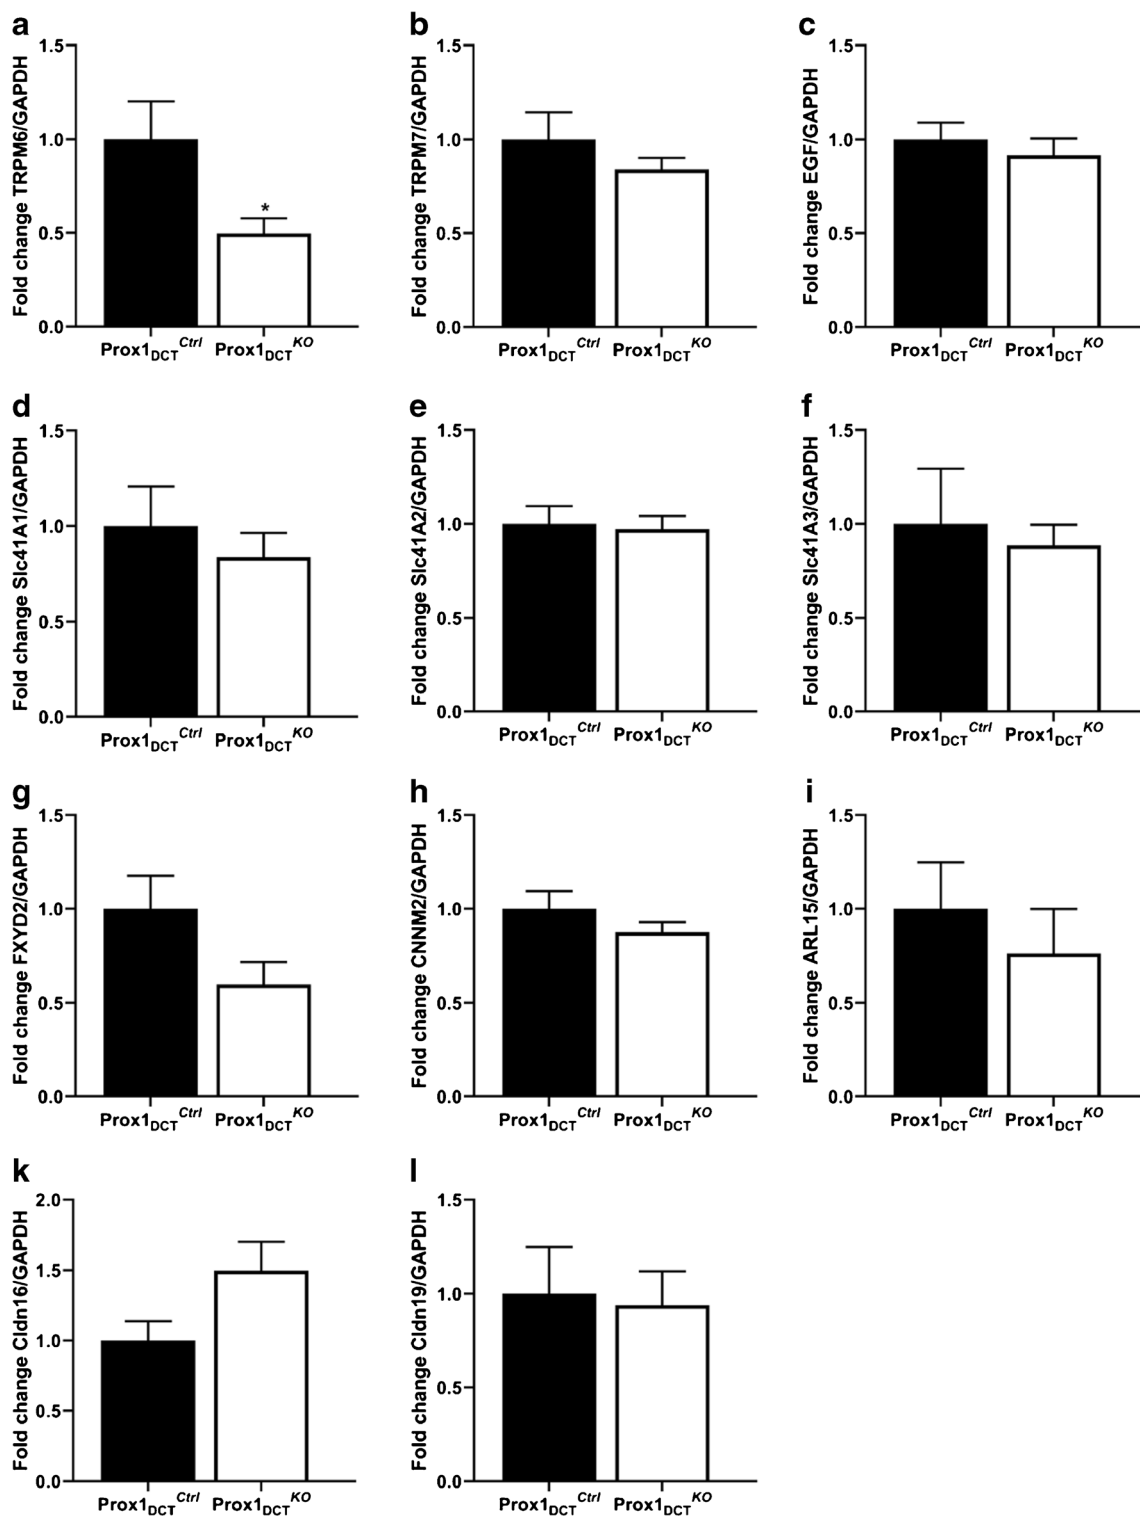 a
Fold change TRPM6/GAPDH
1.5
1.0
0.5
0.0
*
Prox1DCTCtrl Prox1DCTKO
b
Fold change TRPM7/GAPDH
1.5
1.0
0.5
0.0
Prox1DCTCtrl Prox1DCTKO
c
Fold change EGF/GAPDH
1.5
1.0
0.5
0.0
Prox1DCTCtrl Prox1DCTKO
d
Fold change Slc41A1/GAPDH
1.5
1.0
0.5
0.0
Prox1DCTCtrl Prox1DCTKO
e
Fold change Slc41A2/GAPDH
1.5
1.0
0.5
0.0
Prox1DCTCtrl Prox1DCTKO
f
Fold change Slc41A3/GAPDH
1.5
1.0
0.5
0.0
Prox1DCTCtrl Prox1DCTKO
g
Fold change FXYD2/GAPDH
1.5
1.0
0.5
0.0
Prox1DCTCtrl Prox1DCTKO
h
Fold change CNNM2/GAPDH
1.5
1.0
0.5
0.0
Prox1DCTCtrl Prox1DCTKO
i
Fold change ARL15/GAPDH
1.5
1.0
0.5
0.0
Prox1DCTCtrl Prox1DCTKO
k
Fold change Cldn16/GAPDH
2.0
1.5
1.0
0.5
0.0
Prox1DCTCtrl Prox1DCTKO
l
Fold change Cldn19/GAPDH
1.5
1.0
0.5
0.0
Prox1DCTCtrl Prox1DCTKO